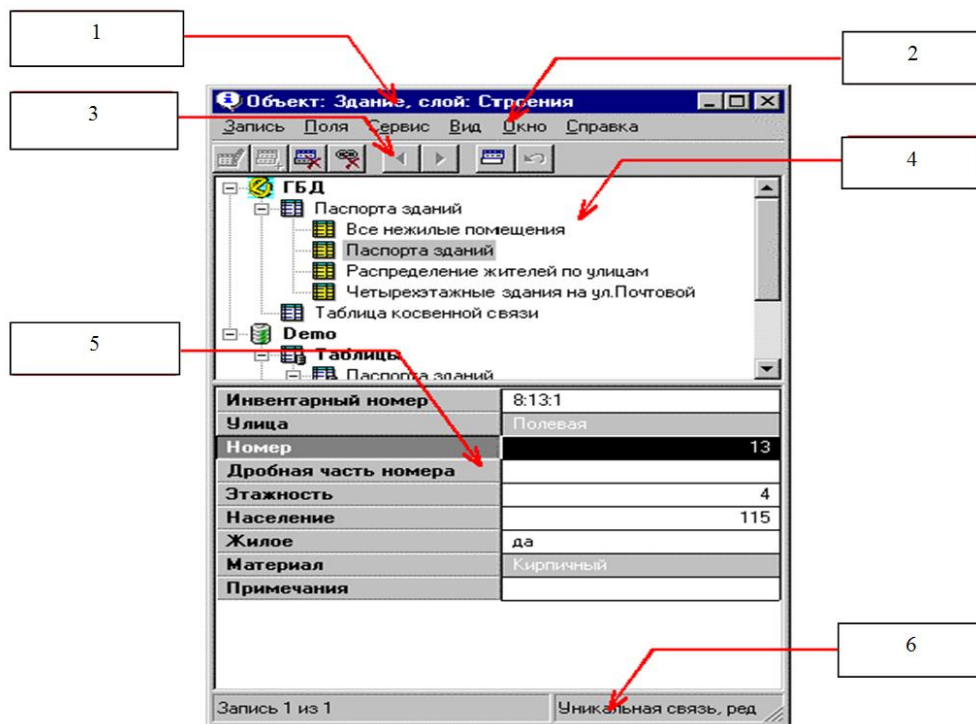 1
2
3
4
5
6
Объект: Здание, слой: Строения
Запись Поля Сервис Вид Окно Справка
ГБД
Паспорта зданий
Все нежилые помещения
Паспорта зданий
Распределение жителей по улицам
Четырехэтажные здания на ул.Почтовой
Таблица косвенной связи
Demo
Таблицы
Паспорта зданий
Инвентарный номер 8:13:1
Улица Полевая
Номер 13
Дробная часть номера
Этажность 4
Население 115
Жилое да
Материал Кирпичный
Примечания
Запись 1 из 1 Уникальная связь, ред